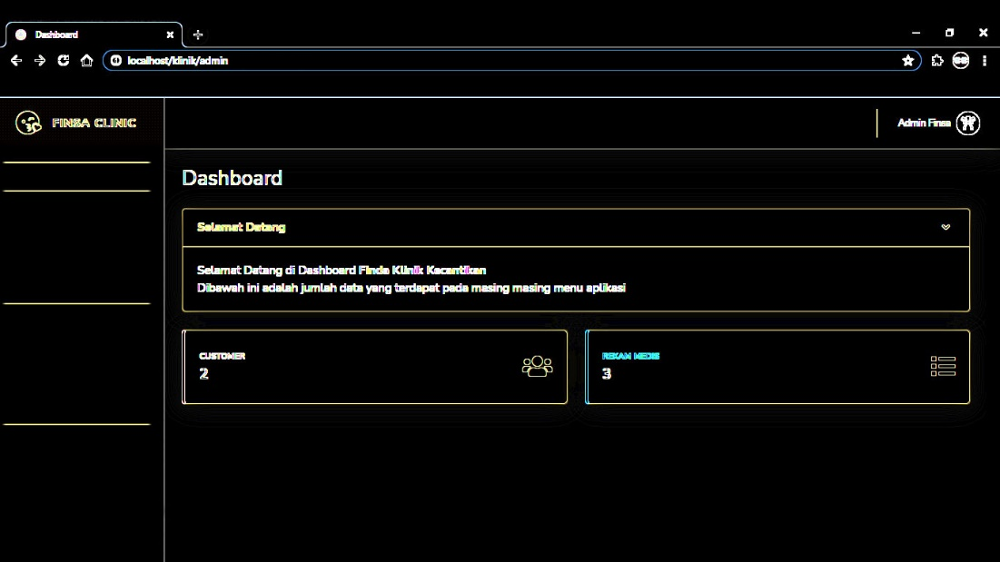 Dashboard
localhost/klinik/admin
FINSA CLINIC
Admin Finsa
Dashboard
Selamat Datang
Selamat Datang di Dashboard Finda Klinik Kecantikan
Dibawah ini adalah jumlah data yang terdapat pada masing masing menu aplikasi
CUSTOMER
2
REKAM MEDIS
3